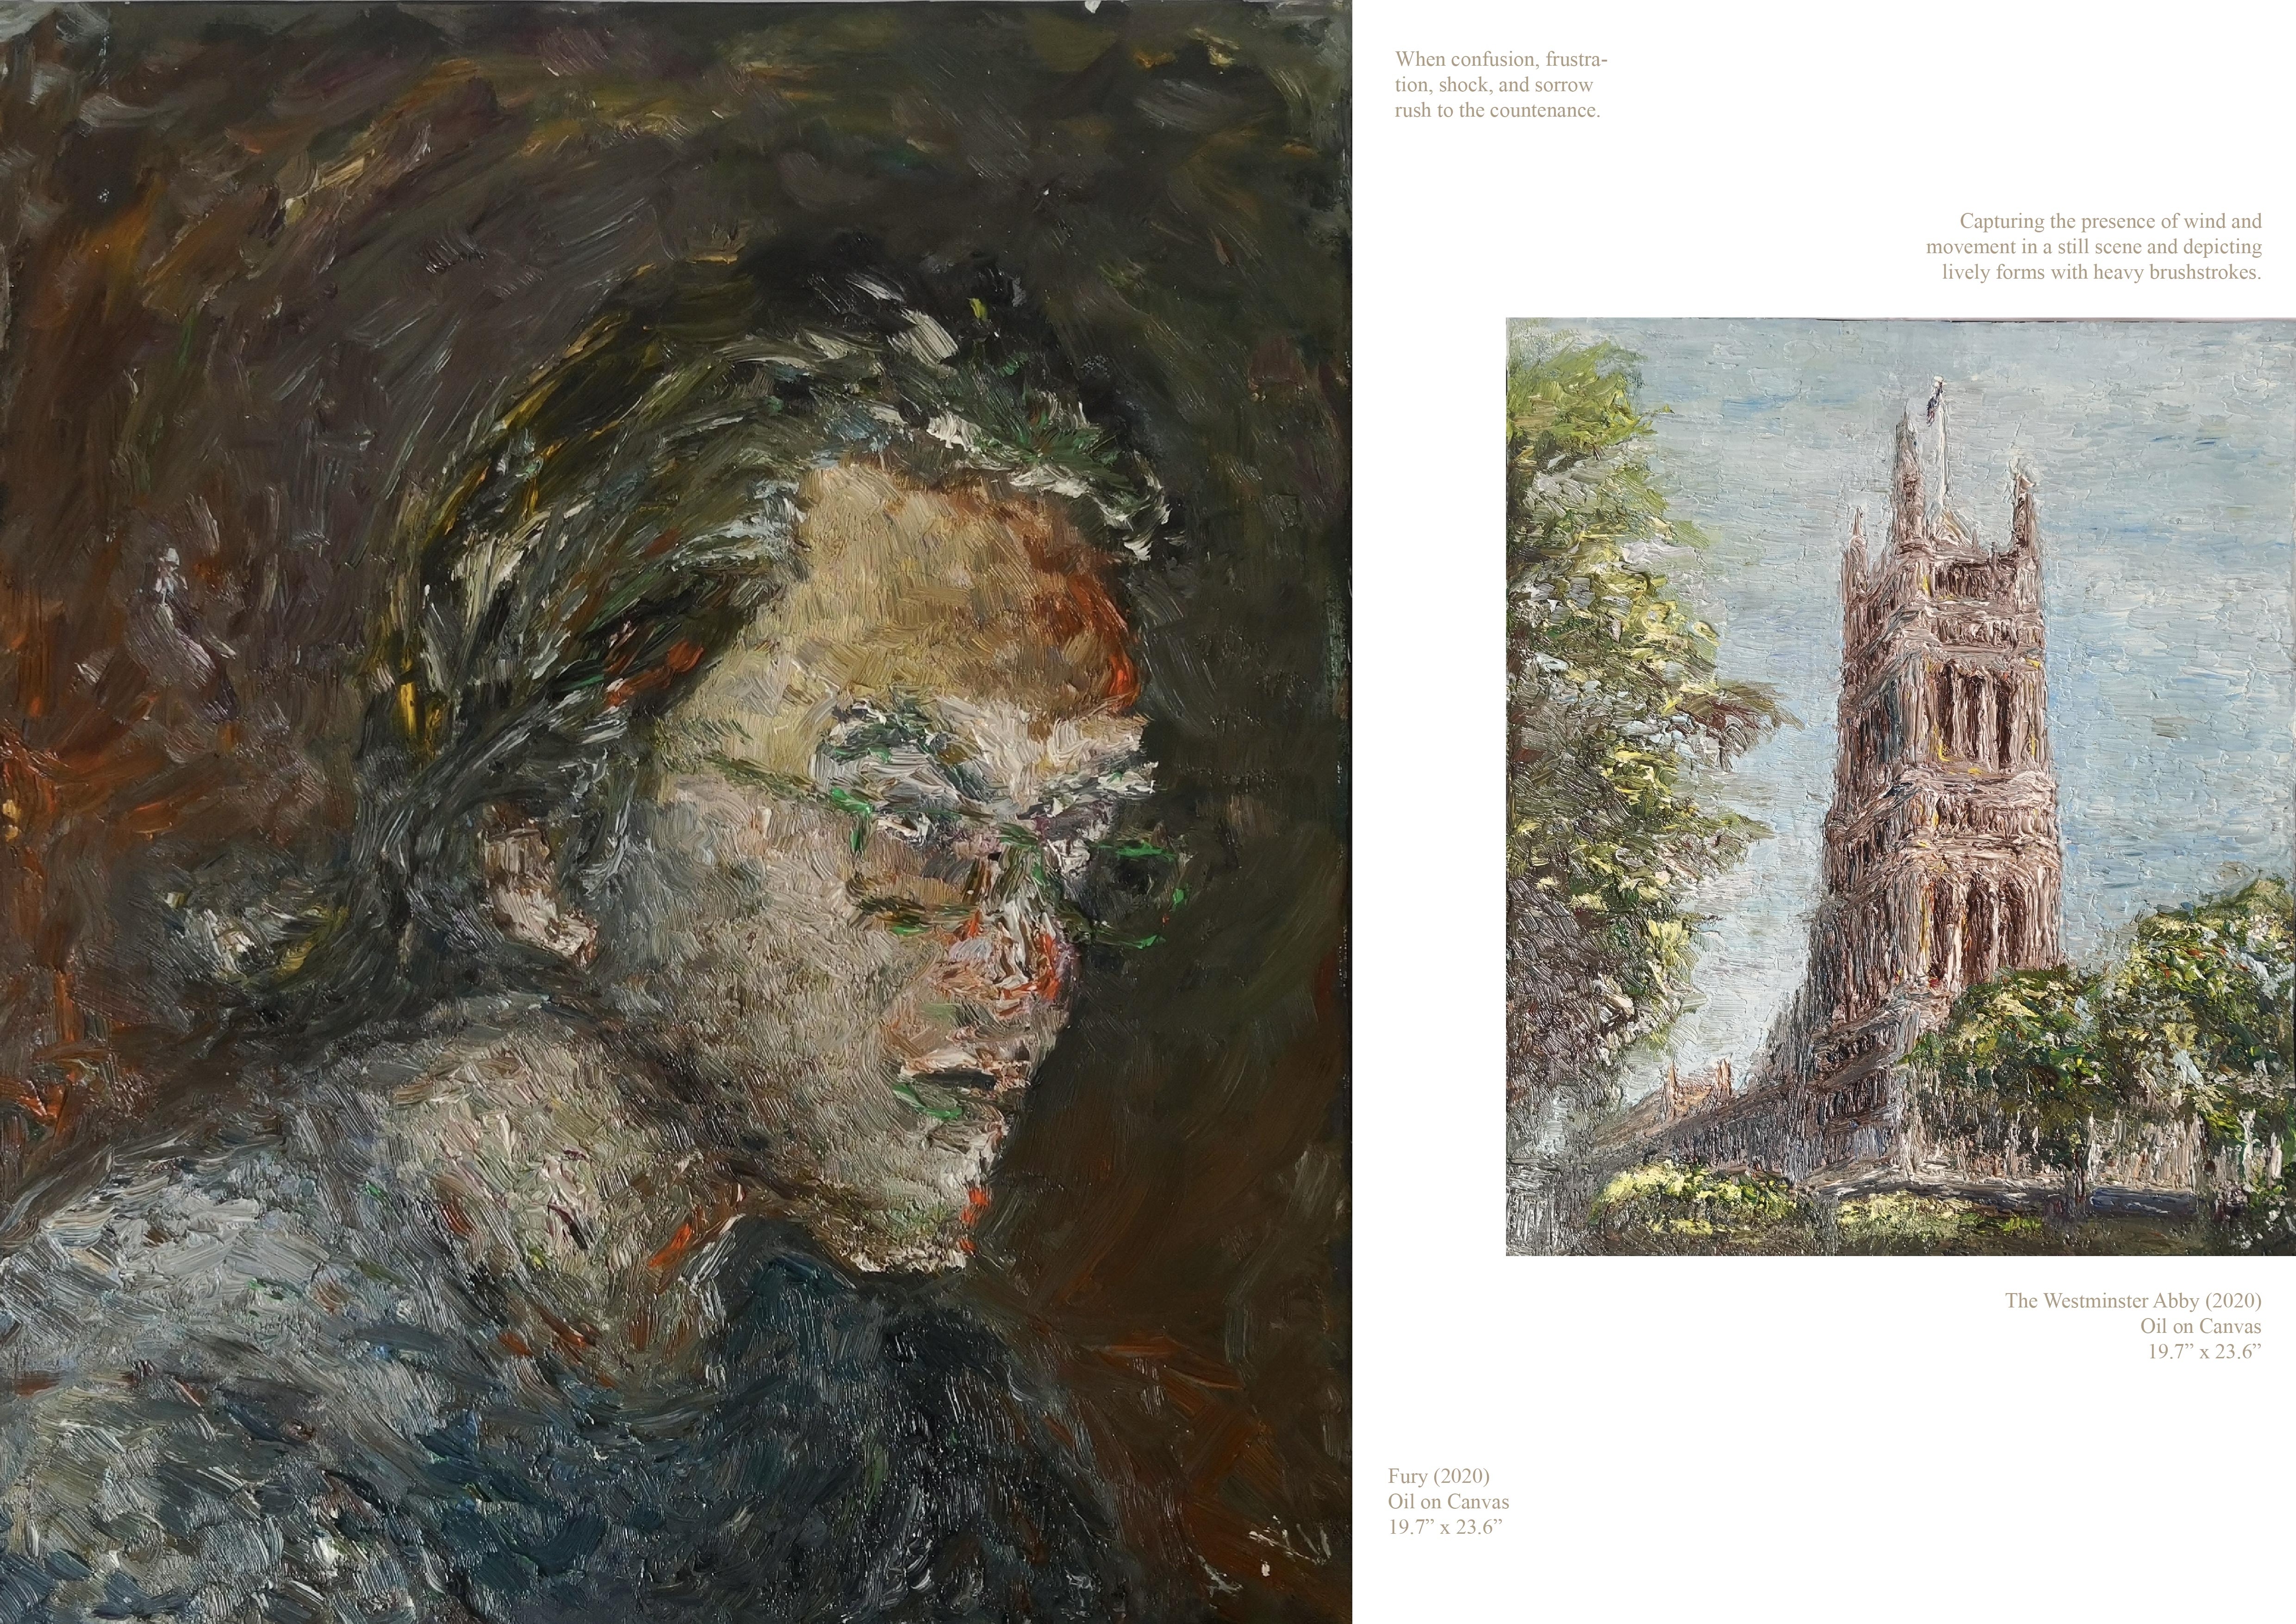 When confusion, frustra-
tion, shock, and sorrow
rush to the countenance.
Capturing the presence of wind and
movement in a still scene and depicting
lively forms with heavy brushstrokes.
The Westminster Abby (2020)
Oil on Canvas
19.7” x 23.6”
Fury (2020)
Oil on Canvas
19.7” x 23.6”